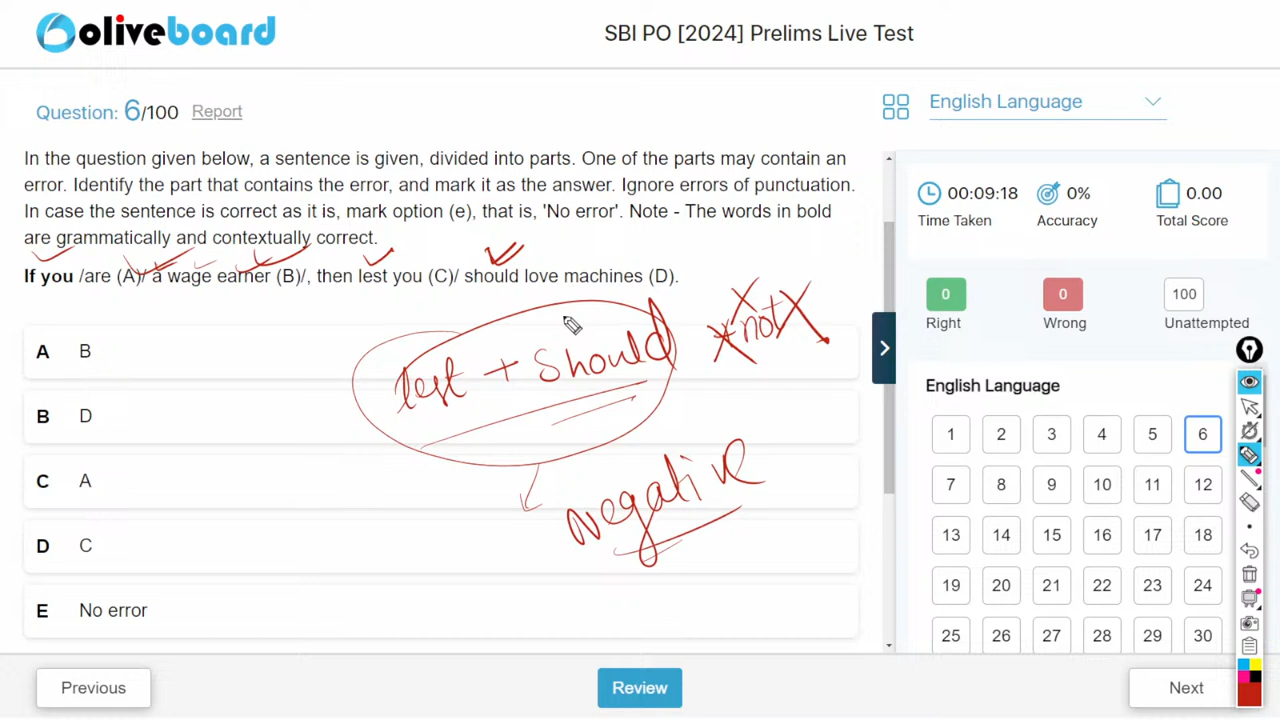 oliveboard
SBI PO [2024] Prelims Live Test
Question: 6/100 Report
English Language
In the question given below, a sentence is given, divided into parts. One of the parts may contain an
error. Identify the part that contains the error, and mark it as the answer. Ignore errors of punctuation.
In case the sentence is correct as it is, mark option (e), that is, 'No error'. Note - The words in bold
are grammatically and contextually correct.
If you /are (A)/ a wage earner (B)/, then lest you (C)/ should love machines (D).
lest + Should
not
negative
A B
B D
C A
D C
E No error
00:09:18
Time Taken
0%
Accuracy
0.00
Total Score
0
Right
0
Wrong
100
Unattempted
English Language
1 2 3 4 5 6
7 8 9 10 11 12
13 14 15 16 17 18
19 20 21 22 23 24
25 26 27 28 29 30
Previous
Review
Next